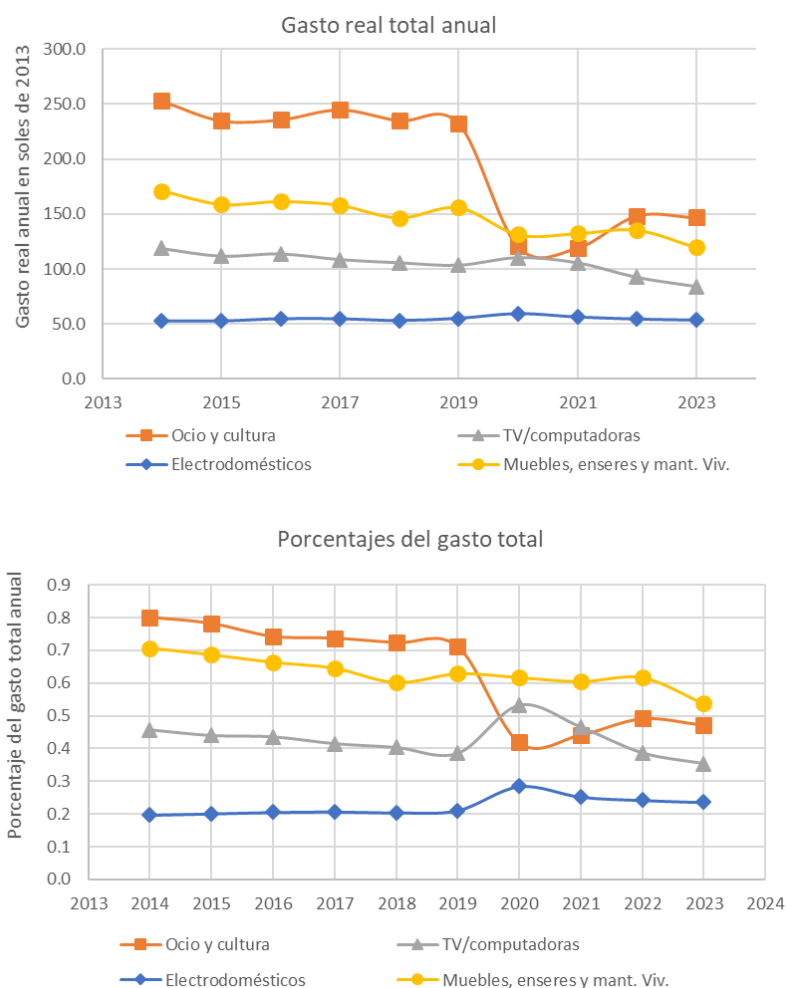 Gasto real total anual
Gasto real anual en soles de 2013
300.0
250.0
200.0
150.0
100.0
50.0
0.0
2013 2015 2017 2019 2021 2023
Ocio y cultura TV/computadoras
Electrodomésticos Muebles, enseres y mant. Viv.
Porcentajes del gasto total
Porcentaje del gasto total anual
0.9
0.8
0.7
0.6
0.5
0.4
0.3
0.2
0.1
0.0
2013 2014 2015 2016 2017 2018 2019 2020 2021 2022 2023 2024
Ocio y cultura TV/computadoras
Electrodomésticos Muebles, enseres y mant. Viv.